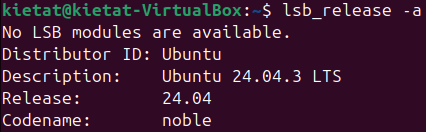 kietat@kietat-VirtualBox:~$ lsb_release -a
No LSB modules are available.
Distributor ID: Ubuntu
Description:    Ubuntu 24.04.3 LTS
Release:        24.04
Codename:       noble